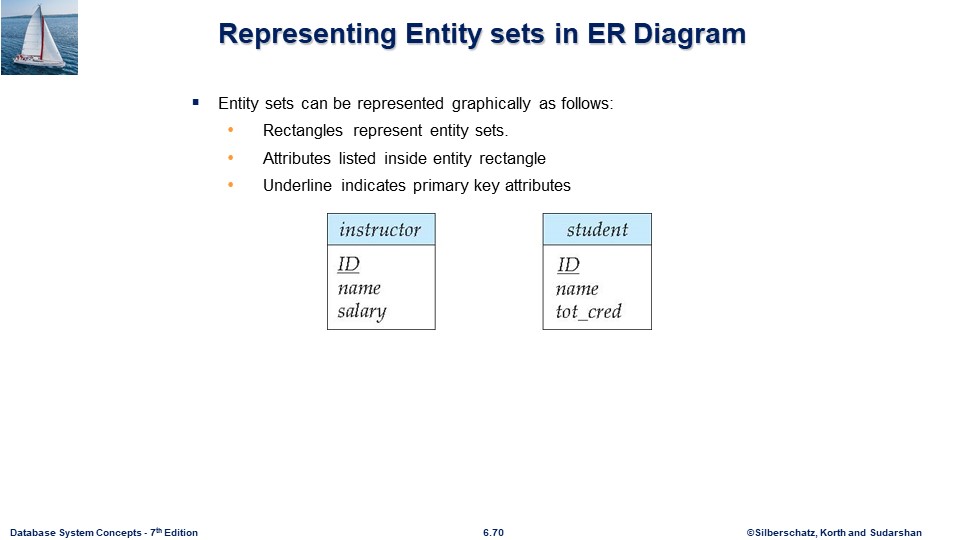 Representing Entity sets in ER Diagram
▪ Entity sets can be represented graphically as follows:
• Rectangles represent entity sets.
• Attributes listed inside entity rectangle
• Underline indicates primary key attributes
instructor
ID
name
salary
student
ID
name
tot_cred
Database System Concepts - 7th Edition
6.70
©Silberschatz, Korth and Sudarshan